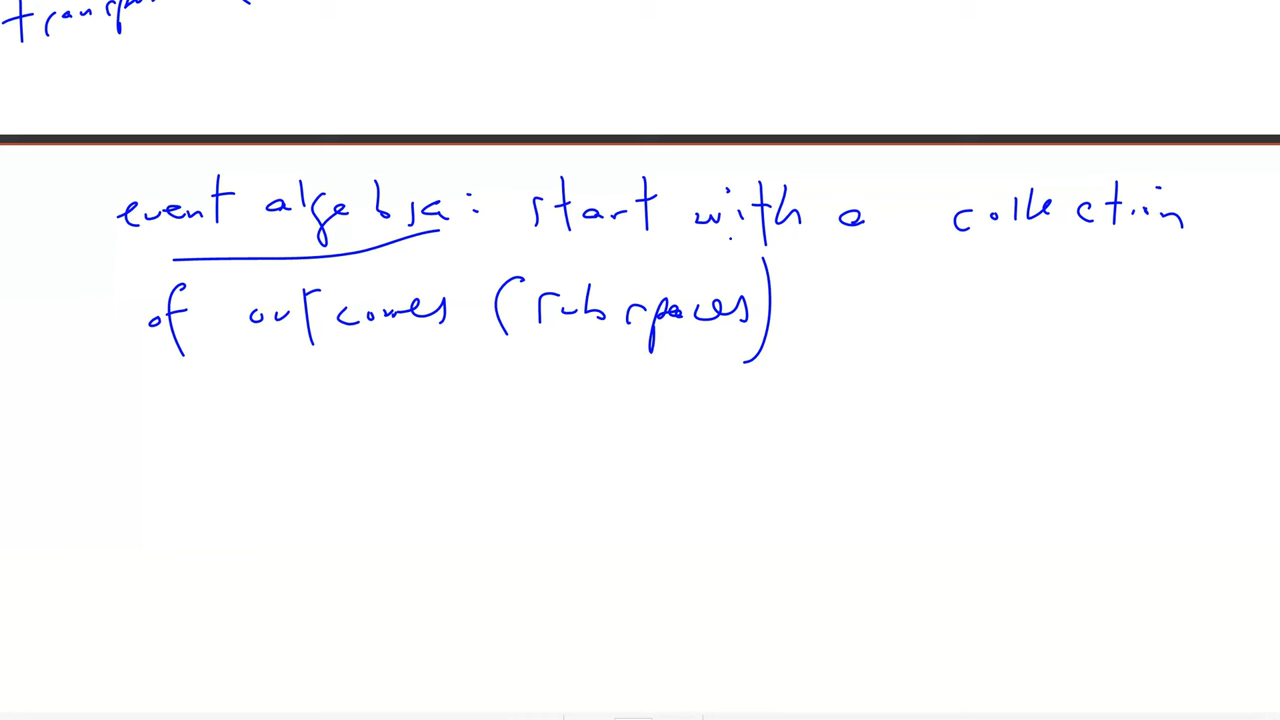 event algebra: start with a collection
of outcomes (subspaces)